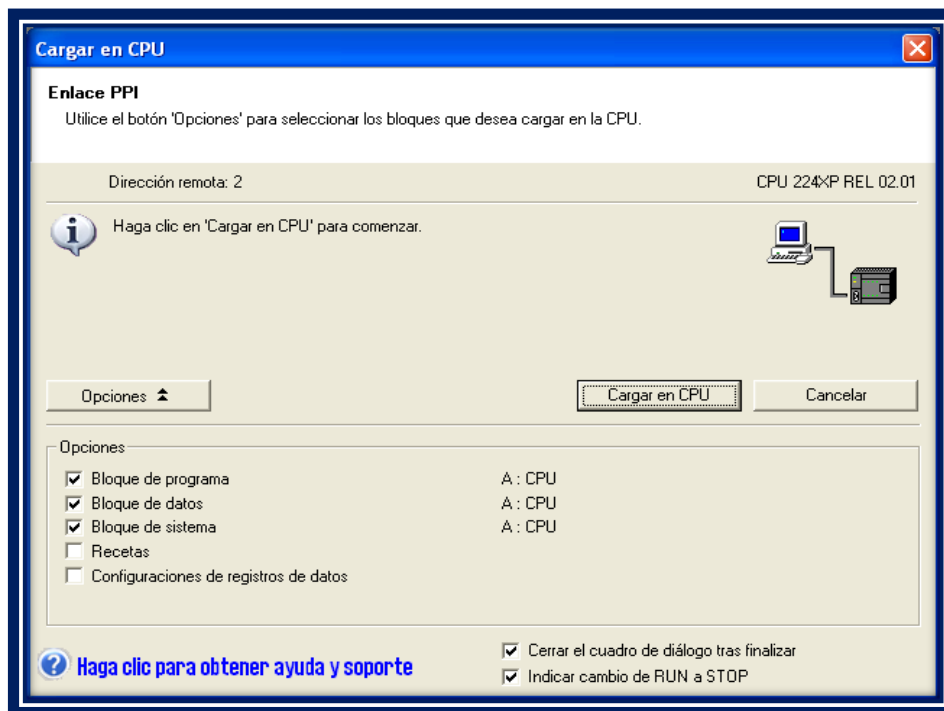 Cargar en CPU
Enlace PPI
Utilice el botón 'Opciones' para seleccionar los bloques que desea cargar en la CPU.
Dirección remota: 2 CPU 224XP REL 02.01
Haga clic en 'Cargar en CPU' para comenzar.
Opciones Cargar en CPU Cancelar
Opciones
Bloque de programa A : CPU
Bloque de datos A : CPU
Bloque de sistema A : CPU
Recetas
Configuraciones de registros de datos
Haga clic para obtener ayuda y soporte
Cerrar el cuadro de diálogo tras finalizar
Indicar cambio de RUN a STOP